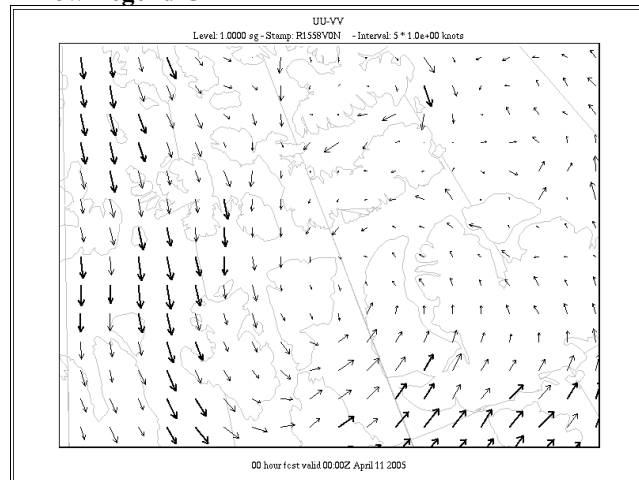 UU-VV
Level: 1.0000 sg - Stamp: R1558V0N - Interval: 5 * 1.0e+00 knots
00 hour fcst valid 00:00Z April 11 2005